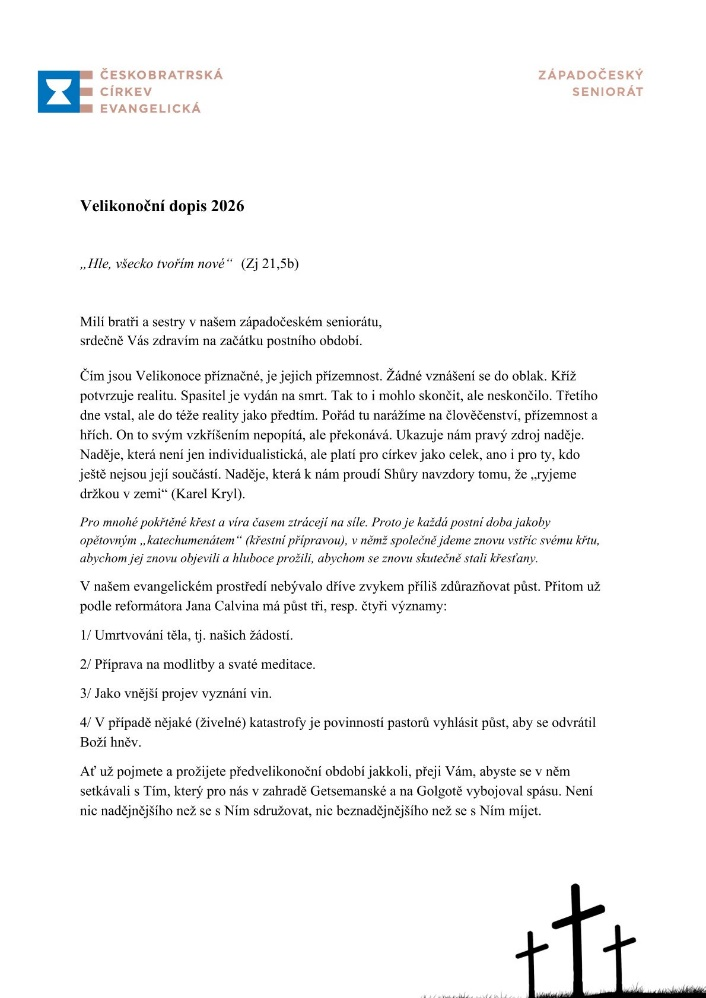 ČESKOBRATRSKÁ
CÍRKEV
EVANGELICKÁ
ZÁPADOČESKÝ
SENIORÁT
Velikonoční dopis 2026
„Hle, všecko tvořím nové“ (Zj 21,5b)
Milí bratři a sestry v našem západočeském seniorátu,
srdečně Vás zdravím na začátku postního období.
Čím jsou Velikonoce příznačné, je jejich přízemnost. Žádné vznášení se do oblak. Kříž
potvrzuje realitu. Spasitel je vydán na smrt. Tak to i mohlo skončit, ale neskončilo. Třetího
dne vstal, ale do téže reality jako předtím. Pořád tu narážíme na člověčenství, přízemnost a
hřích. On to svým vzkříšením nepopítá, ale překonává. Ukazuje nám pravý zdroj naděje.
Naděje, která není jen individualistická, ale platí pro církev jako celek, ano i pro ty, kdo
ještě nejsou její součástí. Naděje, která k nám proudí Shůry navzdory tomu, že „ryjeme
držkou v zemi“ (Karel Kryl).
Pro mnohé pokřtěné křest a víra časem ztrácejí na síle. Proto je každá postní doba jakoby
opětovným „katechumenátem“ (křestní přípravou), v němž společně jdeme znovu vstříc svému křtu,
abychom jej znovu objevili a hluboce prožili, abychom se znovu skutečně stali křesťany.
V našem evangelickém prostředí nebývalo dříve zvykem příliš zdůrazňovat půst. Přitom už
podle reformátora Jana Calvina má půst tři, resp. čtyři významy:
1/ Umrtvování těla, tj. našich žádostí.
2/ Příprava na modlitby a svaté meditace.
3/ Jako vnější projev vyznání vin.
4/ V případě nějaké (živelné) katastrofy je povinností pastorů vyhlásit půst, aby se odvrátil
Boží hněv.
Ať už pojmete a prožijete předvelikonoční období jakkoli, přeji Vám, abyste se v něm
setkávali s Tím, který pro nás v zahradě Getsemanské a na Golgotě vybojoval spásu. Není
nic nadějnějšího než se s Ním sdružovat, nic beznadějnějšího než se s Ním míjet.